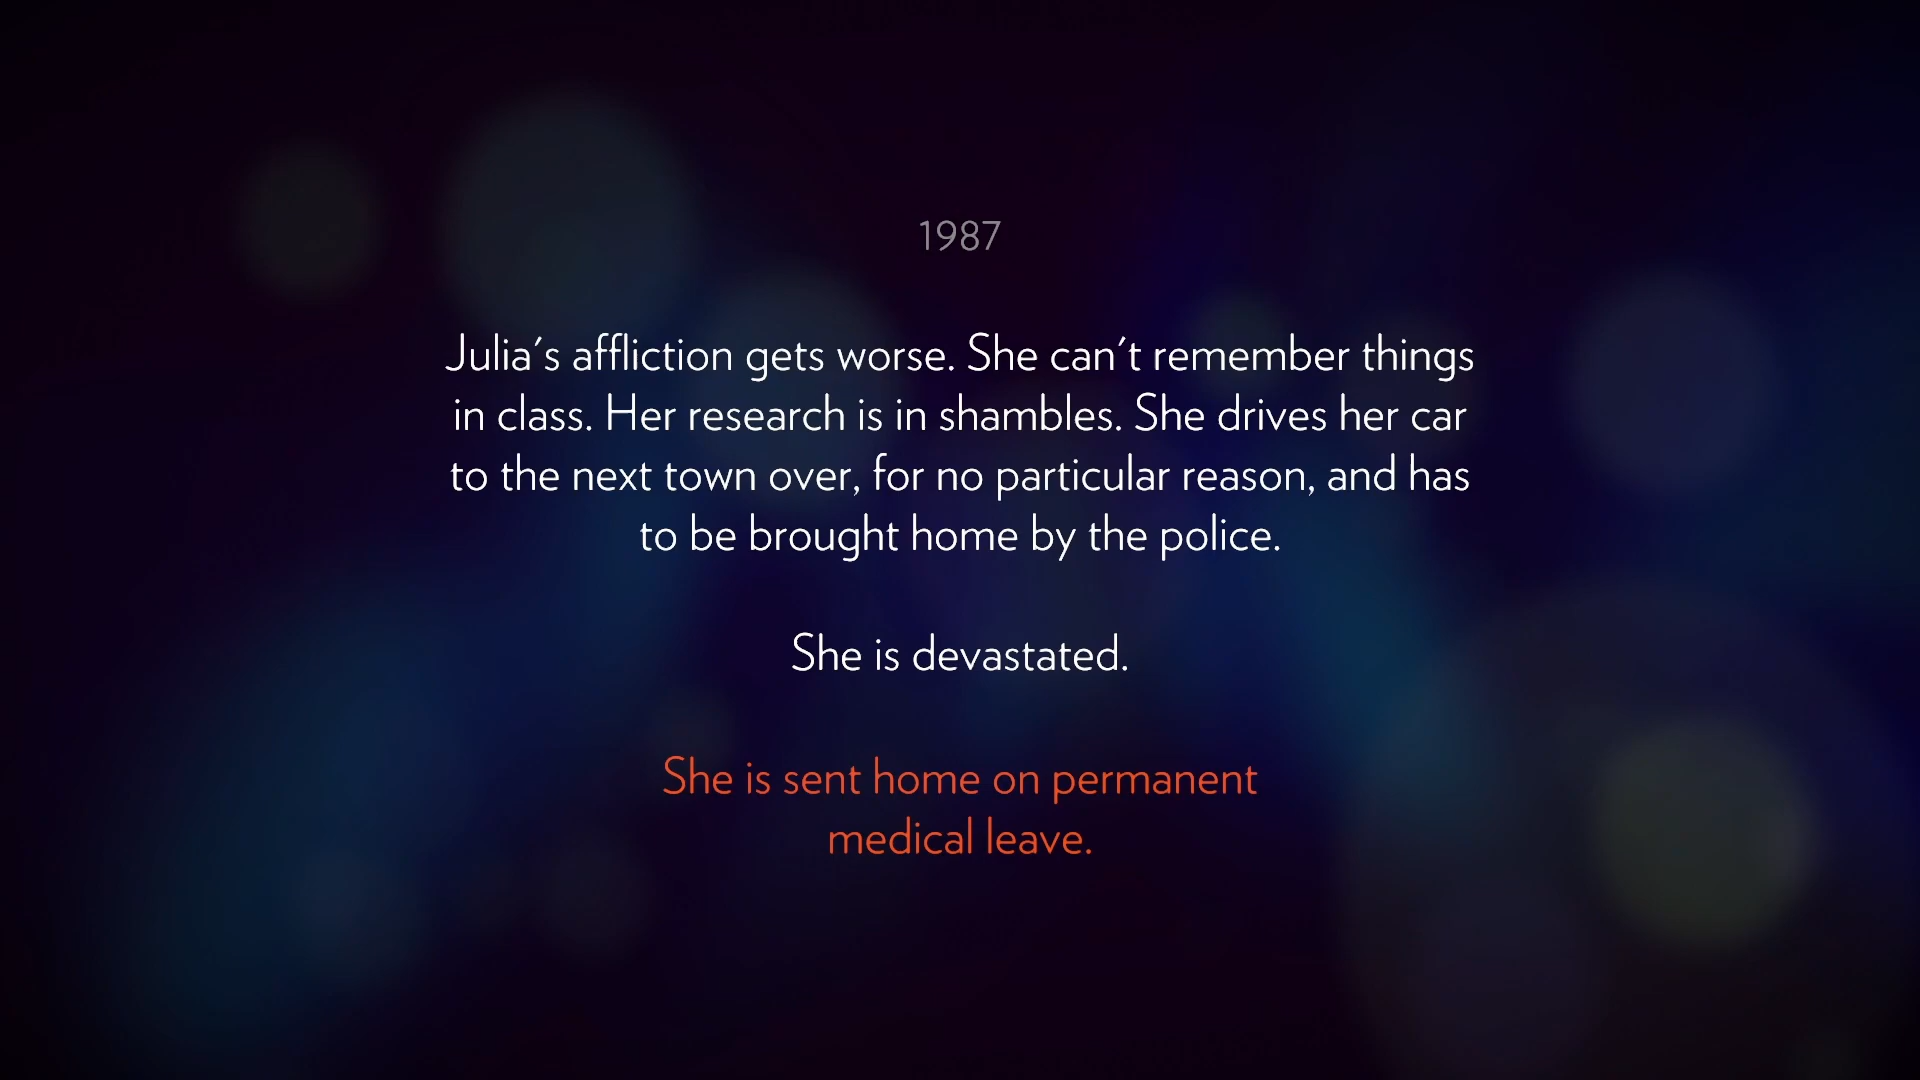 1987
Julia's affliction gets worse. She can't remember things
in class. Her research is in shambles. She drives her car
to the next town over, for no particular reason, and has
to be brought home by the police.
She is devastated.
She is sent home on permanent
medical leave.